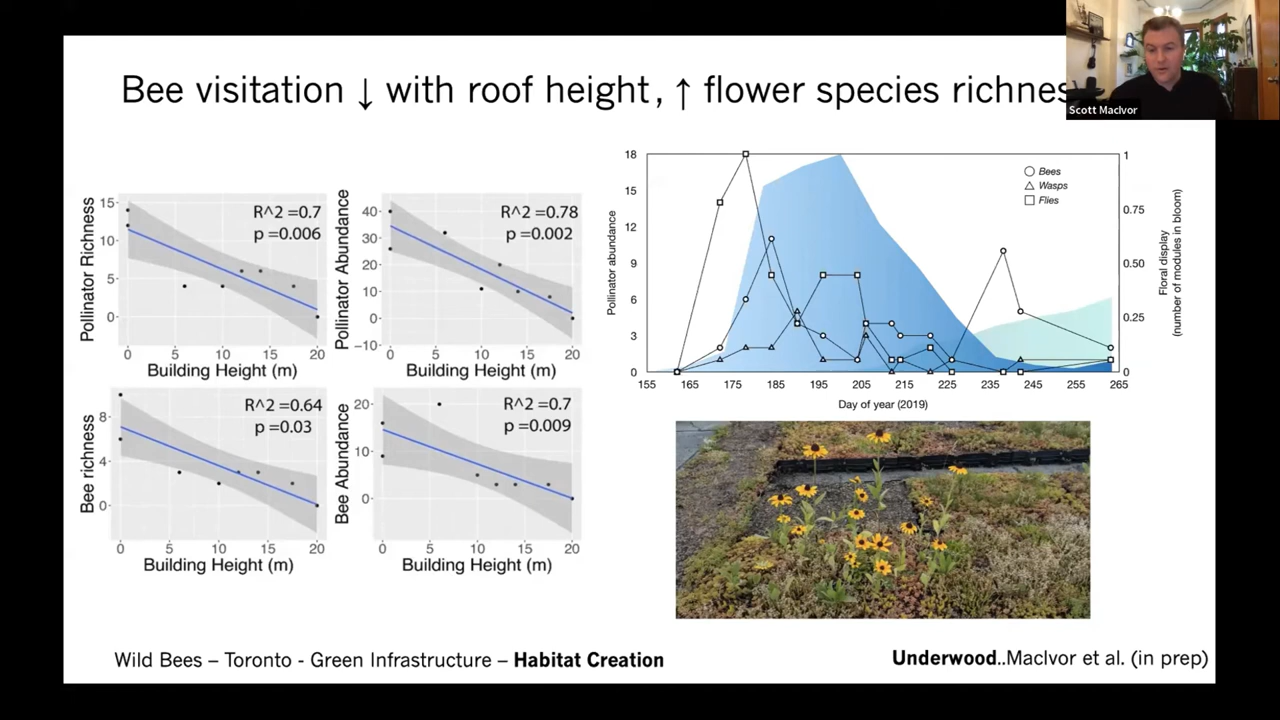 Bee visitation ↓ with roof height, ↑ flower species richnes
Scott MacIvor
Pollinator Richness
15
10
5
0
R^2 =0.7
p =0.006
0 5 10 15 20
Building Height (m)
Pollinator Abundance
40
30
20
10
0
−10
R^2 =0.78
p =0.002
0 5 10 15 20
Building Height (m)
Bee richness
8
4
0
R^2 =0.64
p =0.03
0 5 10 15 20
Building Height (m)
Bee Abundance
20
10
0
R^2 =0.7
p =0.009
0 5 10 15 20
Building Height (m)
Pollinator abundance
18
15
12
9
6
3
0
Bees
Wasps
Flies
1
0.75
0.50
0.25
0
Floral display
(number of modules in bloom)
155 165 175 185 195 205 215 225 235 245 255 265
Day of year (2019)
Wild Bees – Toronto - Green Infrastructure – Habitat Creation
Underwood..MacIvor et al. (in prep)